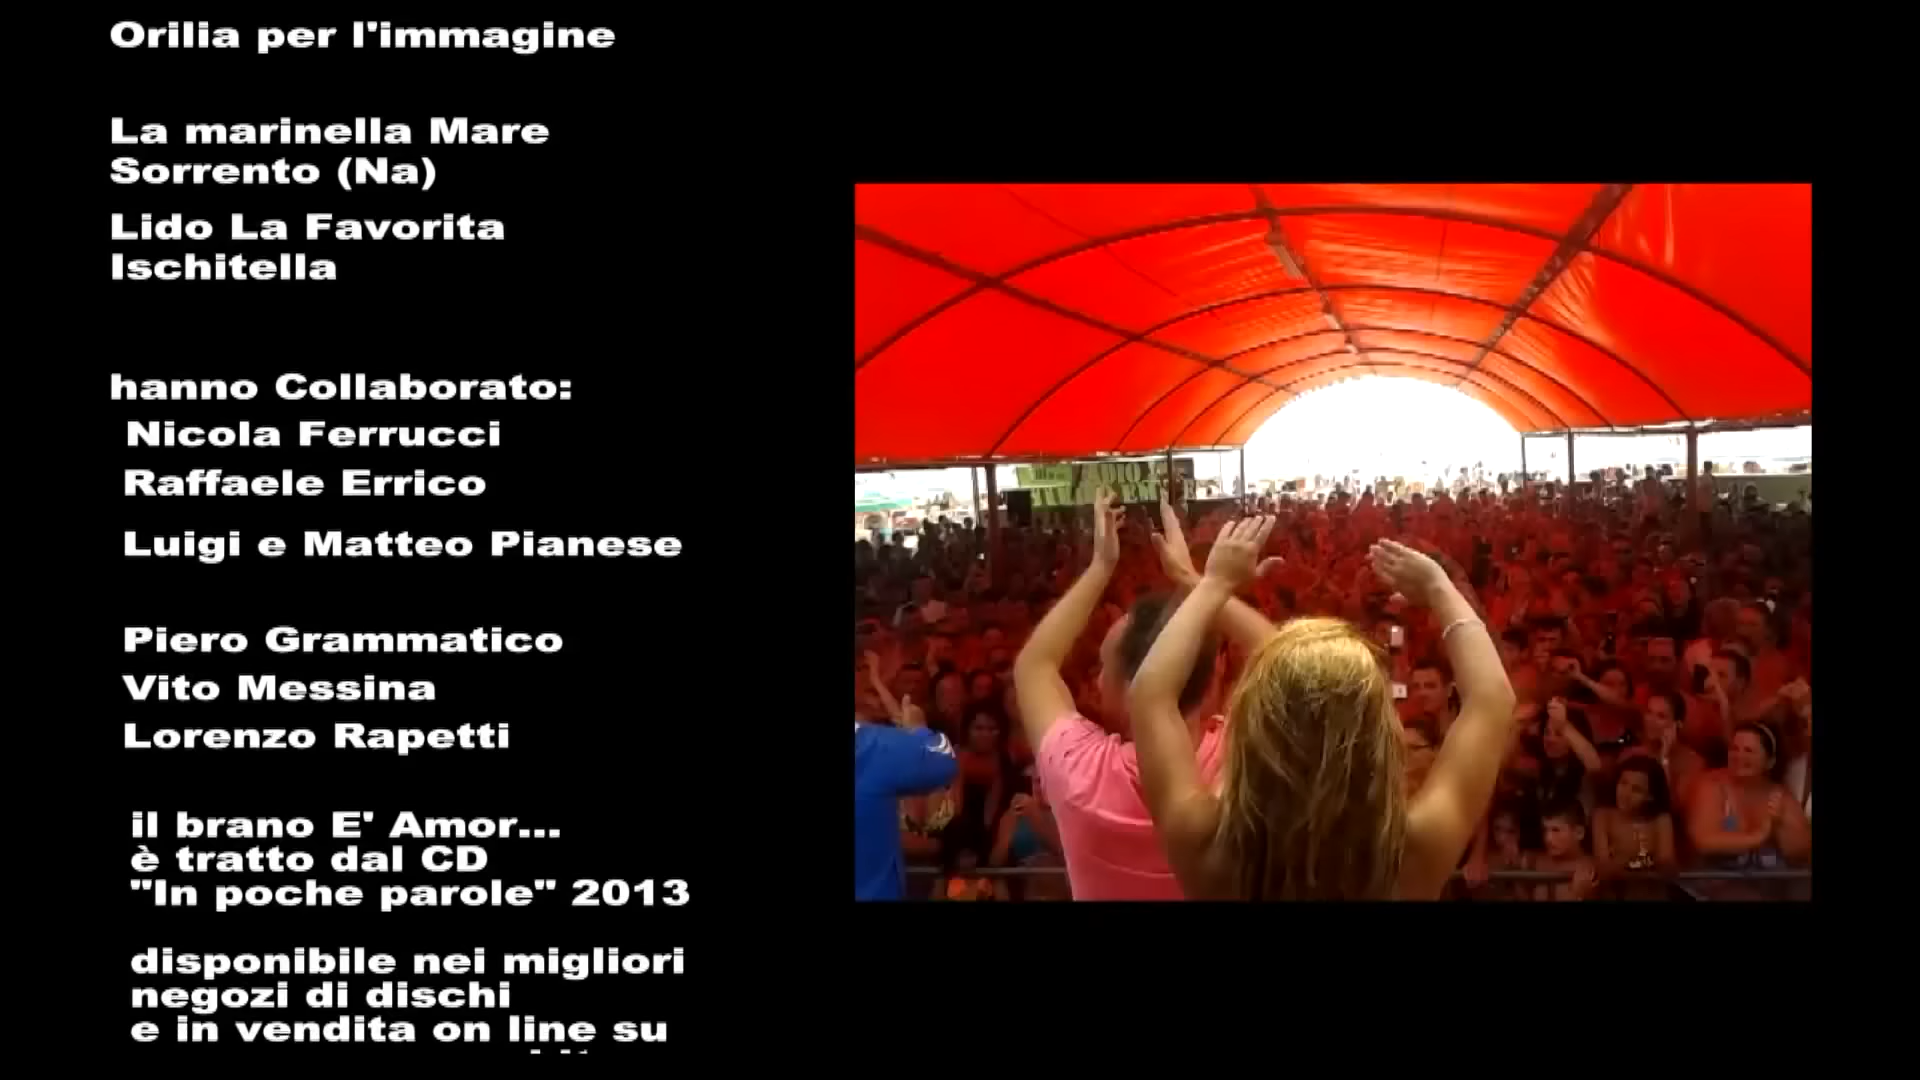 Orilia per l'immagine
La marinella Mare
Sorrento (Na)
Lido La Favorita
Ischitella
hanno Collaborato:
Nicola Ferrucci
Raffaele Errico
Luigi e Matteo Pianese
Piero Grammatico
Vito Messina
Lorenzo Rapetti
il brano E' Amor...
è tratto dal CD
"In poche parole" 2013
disponibile nei migliori
negozi di dischi
e in vendita on line su